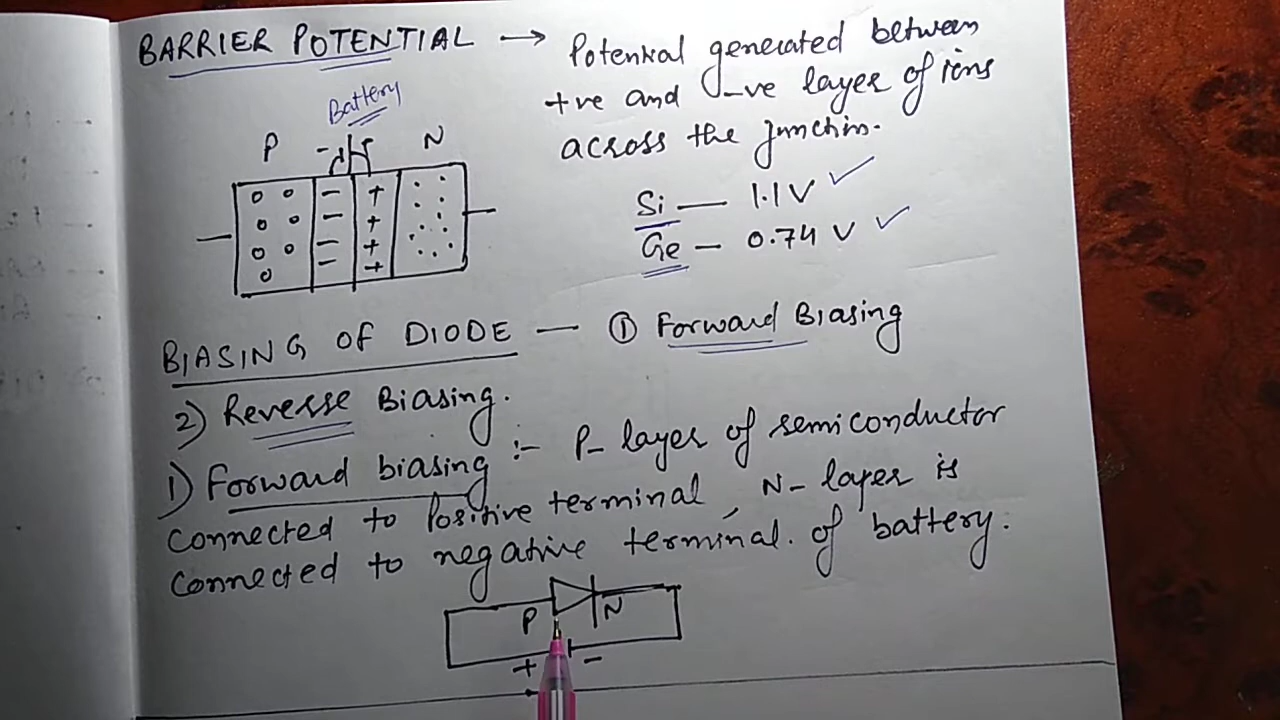 BARRIER POTENTIAL → Potential generated between
+ve and -ve layer of ions
across the junction.
Battery
P - + N
Si — 1.1V ✓
Ge — 0.74 V ✓
BIASING OF DIODE — ① Forward Biasing
2) Reverse Biasing.
1) Forward biasing :- P- layer of semiconductor
connected to Positive terminal, N- layer is
connected to negative terminal. of battery.
P N
+ -